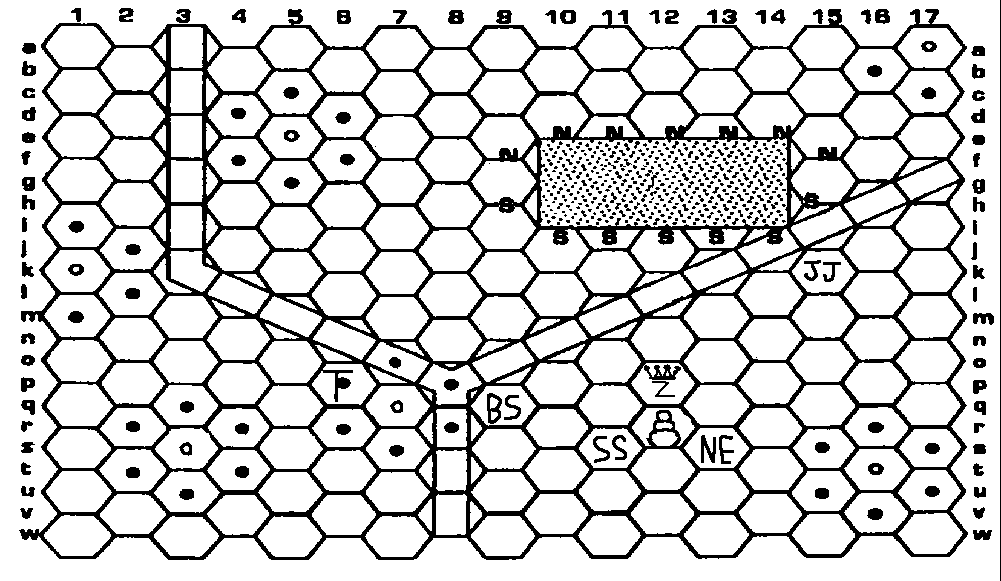 1 2 3 4 5 6 7 8 9 10 11 12 13 14 15 16 17
a a
b b
c c
d d
e N N N N N e
f N N f
g g
h S S h
i S S S S S i
j j
k JJ k
l l
m m
n n
o o
p T Z p
q BS q
r r
s SS NE s
t t
u u
v v
w w